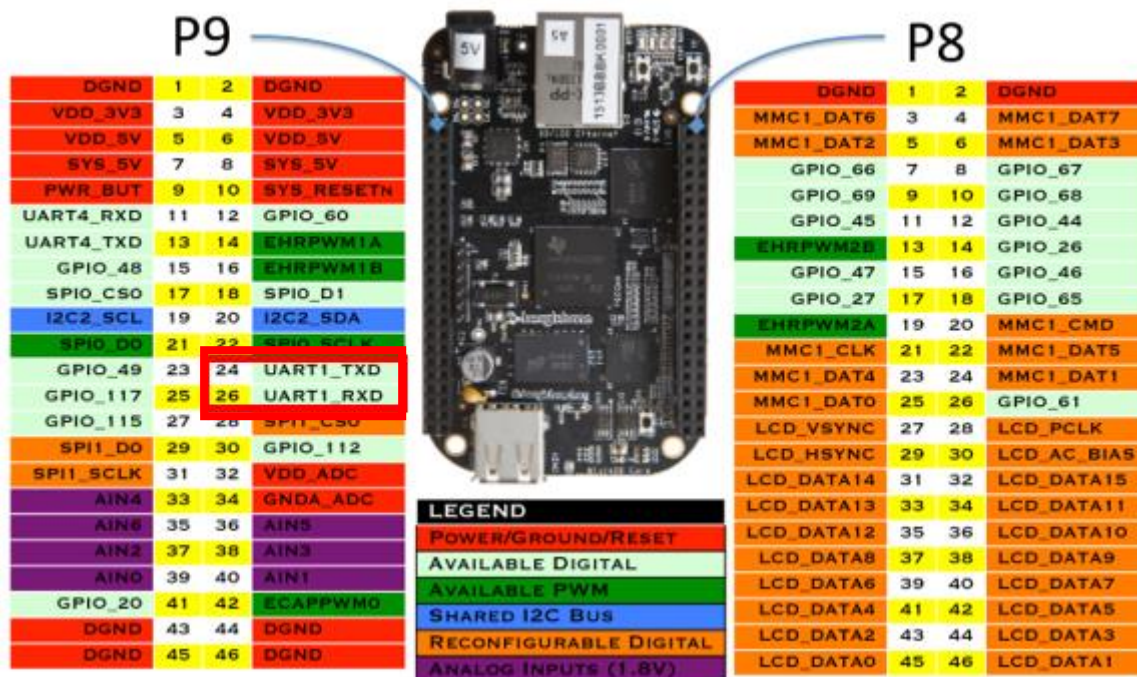 P9
P8
DGND 1 2 DGND
VDD_3V3 3 4 VDD_3V3
VDD_5V 5 6 VDD_5V
SYS_5V 7 8 SYS_5V
PWR_BUT 9 10 SYS_RESETN
UART4_RXD 11 12 GPIO_60
UART4_TXD 13 14 EHRPWM1A
GPIO_48 15 16 EHRPWM1B
SPI0_CS0 17 18 SPI0_D1
I2C2_SCL 19 20 I2C2_SDA
SPI0_D0 21 22 SPI0_SCLK
GPIO_49 23 24 UART1_TXD
GPIO_117 25 26 UART1_RXD
GPIO_115 27 28 SPI1_CS0
SPI1_D0 29 30 GPIO_112
SPI1_SCLK 31 32 VDD_ADC
AIN4 33 34 GNDA_ADC
AIN6 35 36 AIN5
AIN2 37 38 AIN3
AIN0 39 40 AIN1
GPIO_20 41 42 ECAPPWM0
DGND 43 44 DGND
DGND 45 46 DGND
5V
A5
1513BBBK0001
10/100 Ethernet
LEGEND
POWER/GROUND/RESET
AVAILABLE DIGITAL
AVAILABLE PWM
SHARED I2C BUS
RECONFIGURABLE DIGITAL
ANALOG INPUTS (1.8V)
DGND 1 2 DGND
MMC1_DAT6 3 4 MMC1_DAT7
MMC1_DAT2 5 6 MMC1_DAT3
GPIO_66 7 8 GPIO_67
GPIO_69 9 10 GPIO_68
GPIO_45 11 12 GPIO_44
EHRPWM2B 13 14 GPIO_26
GPIO_47 15 16 GPIO_46
GPIO_27 17 18 GPIO_65
EHRPWM2A 19 20 MMC1_CMD
MMC1_CLK 21 22 MMC1_DAT5
MMC1_DAT4 23 24 MMC1_DAT1
MMC1_DAT0 25 26 GPIO_61
LCD_VSYNC 27 28 LCD_PCLK
LCD_HSYNC 29 30 LCD_AC_BIAS
LCD_DATA14 31 32 LCD_DATA15
LCD_DATA13 33 34 LCD_DATA11
LCD_DATA12 35 36 LCD_DATA10
LCD_DATA8 37 38 LCD_DATA9
LCD_DATA6 39 40 LCD_DATA7
LCD_DATA4 41 42 LCD_DATA5
LCD_DATA2 43 44 LCD_DATA3
LCD_DATA0 45 46 LCD_DATA1